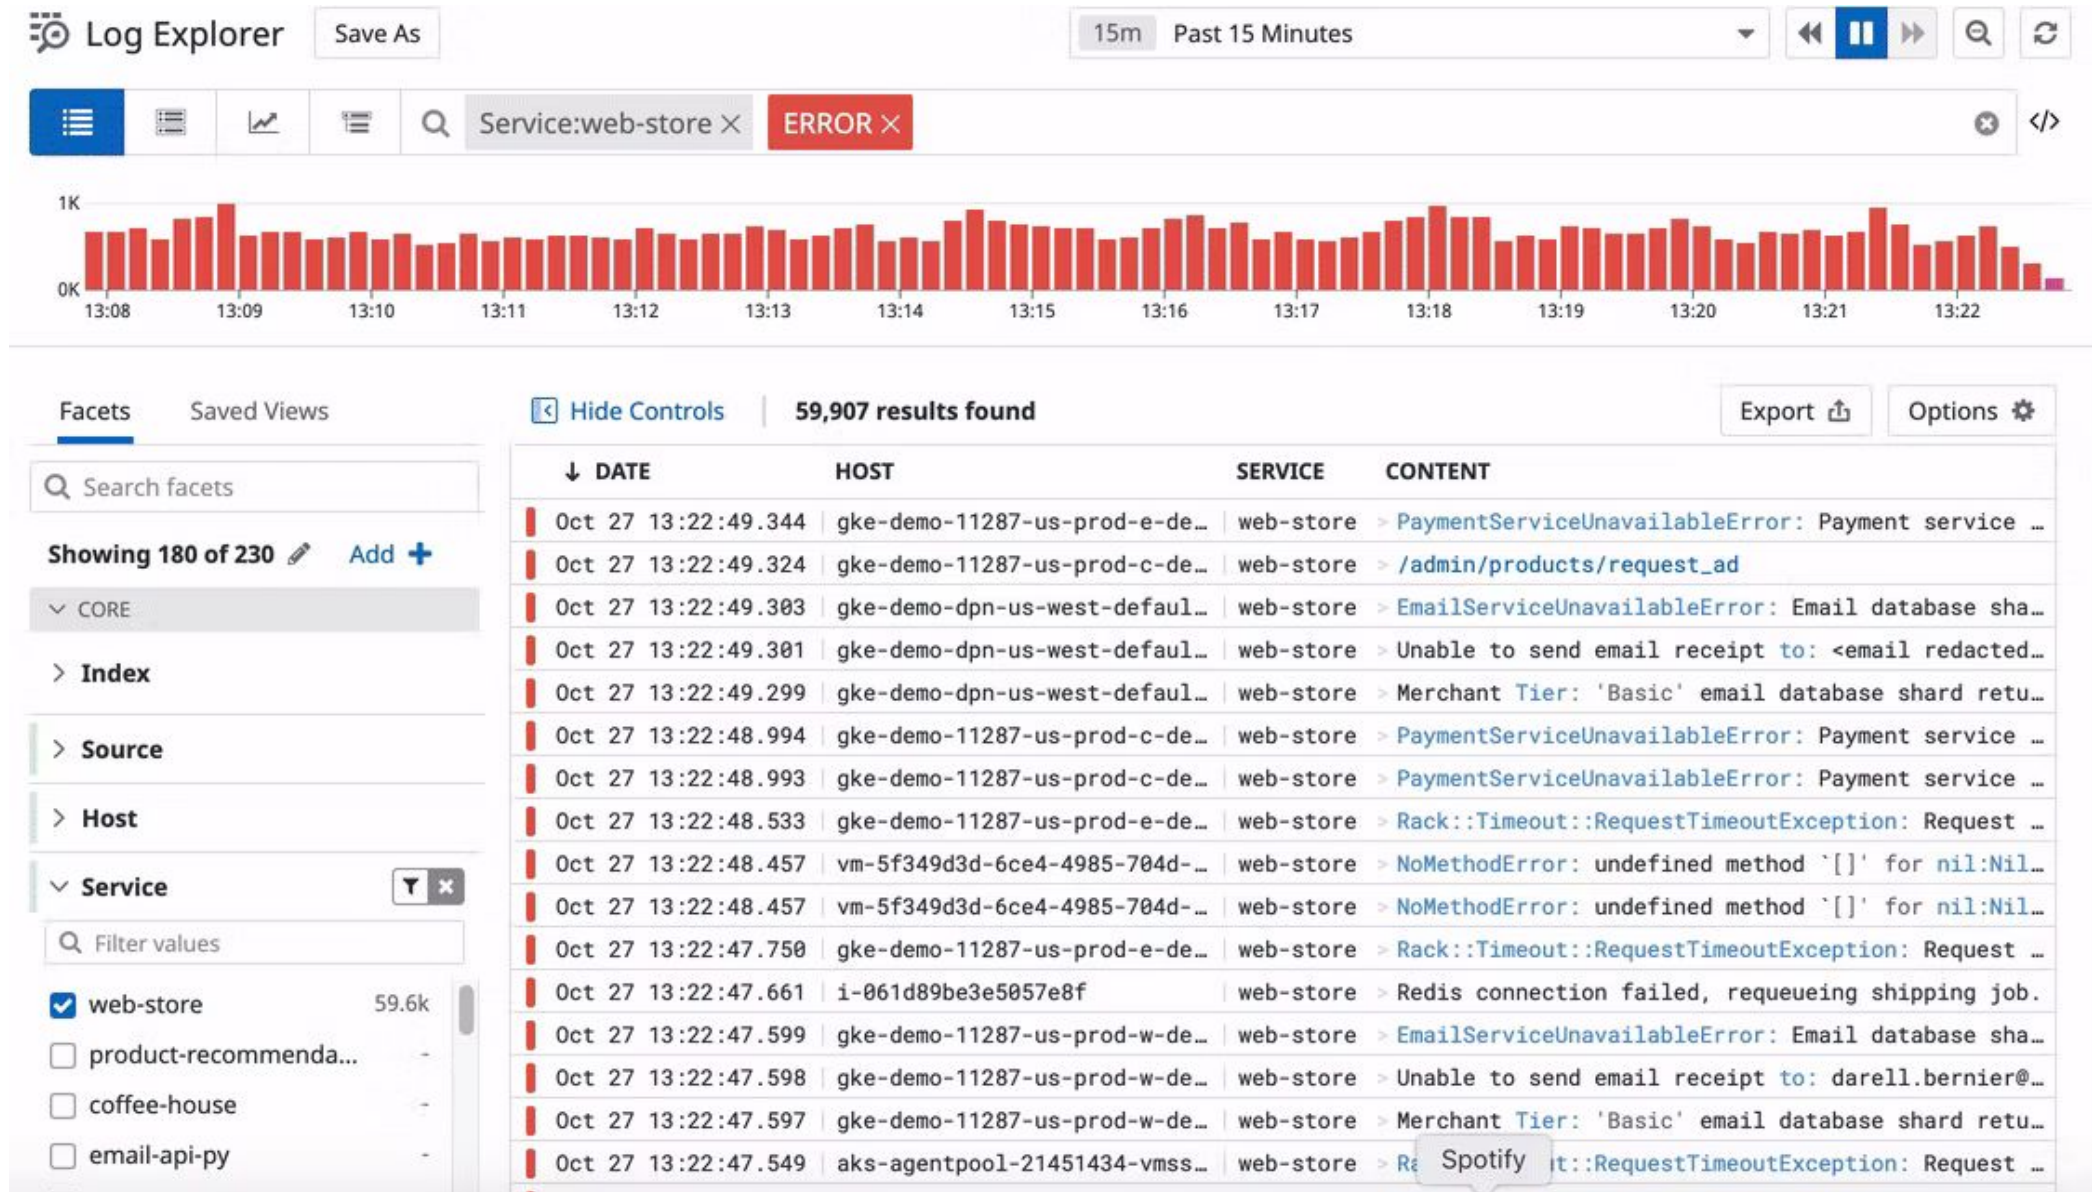 Log Explorer Save As 15m Past 15 Minutes
Service:web-store × ERROR × </>
1K
0K
13:08 13:09 13:10 13:11 13:12 13:13 13:14 13:15 13:16 13:17 13:18 13:19 13:20 13:21 13:22
Facets Saved Views Hide Controls 59,907 results found Export Options
Search facets
Showing 180 of 230 Add +
CORE
Index
Source
Host
Service
Filter values
web-store 59.6k
product-recommenda... -
coffee-house -
email-api-py -
↓ DATE HOST SERVICE CONTENT
Oct 27 13:22:49.344 gke-demo-11287-us-prod-e-de… web-store > PaymentServiceUnavailableError: Payment service …
Oct 27 13:22:49.324 gke-demo-11287-us-prod-c-de… web-store > /admin/products/request_ad
Oct 27 13:22:49.303 gke-demo-dpn-us-west-defaul… web-store > EmailServiceUnavailableError: Email database sha…
Oct 27 13:22:49.301 gke-demo-dpn-us-west-defaul… web-store > Unable to send email receipt to: <email redacted…
Oct 27 13:22:49.299 gke-demo-dpn-us-west-defaul… web-store > Merchant Tier: 'Basic' email database shard retu…
Oct 27 13:22:48.994 gke-demo-11287-us-prod-c-de… web-store > PaymentServiceUnavailableError: Payment service …
Oct 27 13:22:48.993 gke-demo-11287-us-prod-c-de… web-store > PaymentServiceUnavailableError: Payment service …
Oct 27 13:22:48.533 gke-demo-11287-us-prod-e-de… web-store > Rack::Timeout::RequestTimeoutException: Request …
Oct 27 13:22:48.457 vm-5f349d3d-6ce4-4985-704d-… web-store > NoMethodError: undefined method `[]' for nil:Nil…
Oct 27 13:22:48.457 vm-5f349d3d-6ce4-4985-704d-… web-store > NoMethodError: undefined method `[]' for nil:Nil…
Oct 27 13:22:47.750 gke-demo-11287-us-prod-e-de… web-store > Rack::Timeout::RequestTimeoutException: Request …
Oct 27 13:22:47.661 i-061d89be3e5057e8f web-store > Redis connection failed, requeueing shipping job.
Oct 27 13:22:47.599 gke-demo-11287-us-prod-w-de… web-store > EmailServiceUnavailableError: Email database sha…
Oct 27 13:22:47.598 gke-demo-11287-us-prod-w-de… web-store > Unable to send email receipt to: darell.bernier@…
Oct 27 13:22:47.597 gke-demo-11287-us-prod-w-de… web-store > Merchant Tier: 'Basic' email database shard retu…
Oct 27 13:22:47.549 aks-agentpool-21451434-vmss… web-store > Ra t::RequestTimeoutException: Request …
Spotify